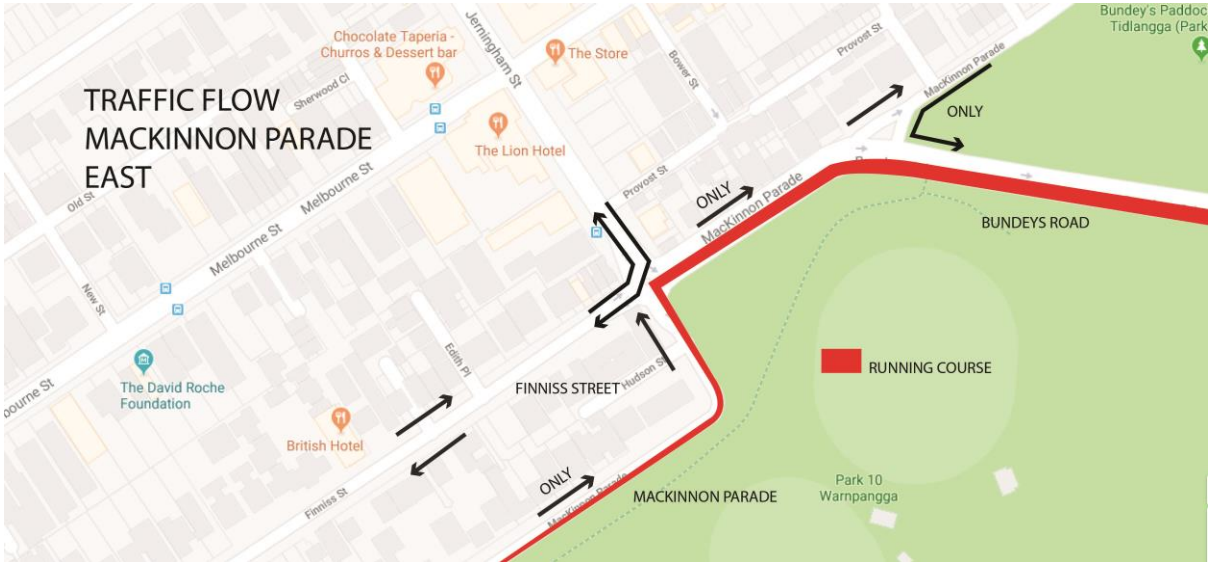 TRAFFIC FLOW
MACKINNON PARADE
EAST
Chocolate Taperia -
Churros & Dessert bar
Jerningham St
The Store
Bower St
Provost St
MacKinnon Parade
Bundey's Paddoc
Tidlangga (Park
ONLY
Sherwood Cl
The Lion Hotel
Old St
Melbourne St
Melbourne St
Provost St
ONLY
MacKinnon Parade
BUNDEYS ROAD
New St
Edith Pl
Hudson St
FINNISS STREET
RUNNING COURSE
The David Roche
Foundation
bourne St
British Hotel
Finniss St
ONLY
MacKinnon Parade
MACKINNON PARADE
Park 10
Warnpangga